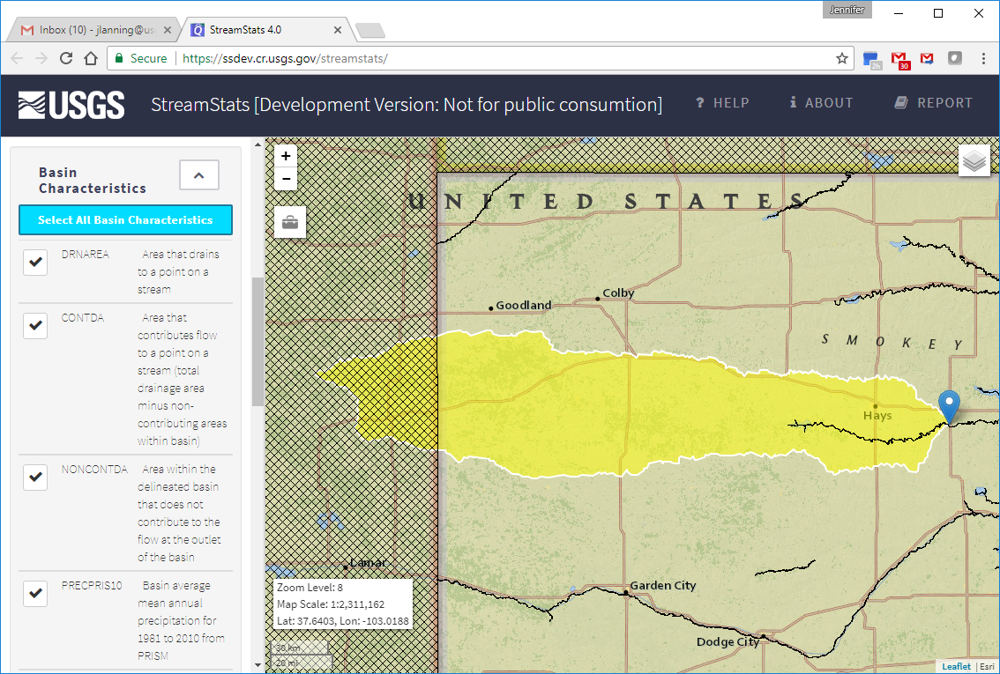 Jennifer
Inbox (10) - jlanning@us
StreamStats 4.0
Secure
https://ssdev.cr.usgs.gov/streamstats/
2h
30
USGS
StreamStats [Development Version: Not for public consumtion]
? HELP
i ABOUT
REPORT
Basin
Characteristics
Select All Basin Characteristics
DRNAREA Area that drains
to a point on a
stream
CONTDA Area that
contributes flow
to a point on a
stream (total
drainage area
minus non-
contributing areas
within basin)
NONCONTDA Area within the
delineated basin
that does not
contribute to the
flow at the outlet
of the basin
PRECPRIS10 Basin average
mean annual
precipitation for
1981 to 2010 from
PRISM
+
−
UNITED STATES
Colby
Goodland
SMOKEY
Hays
Lamar
Garden City
Dodge City
Zoom Level: 8
Map Scale: 1:2,311,162
Lat: 37.6403, Lon: -103.0188
30 km
20 mi
Leaflet | Esri